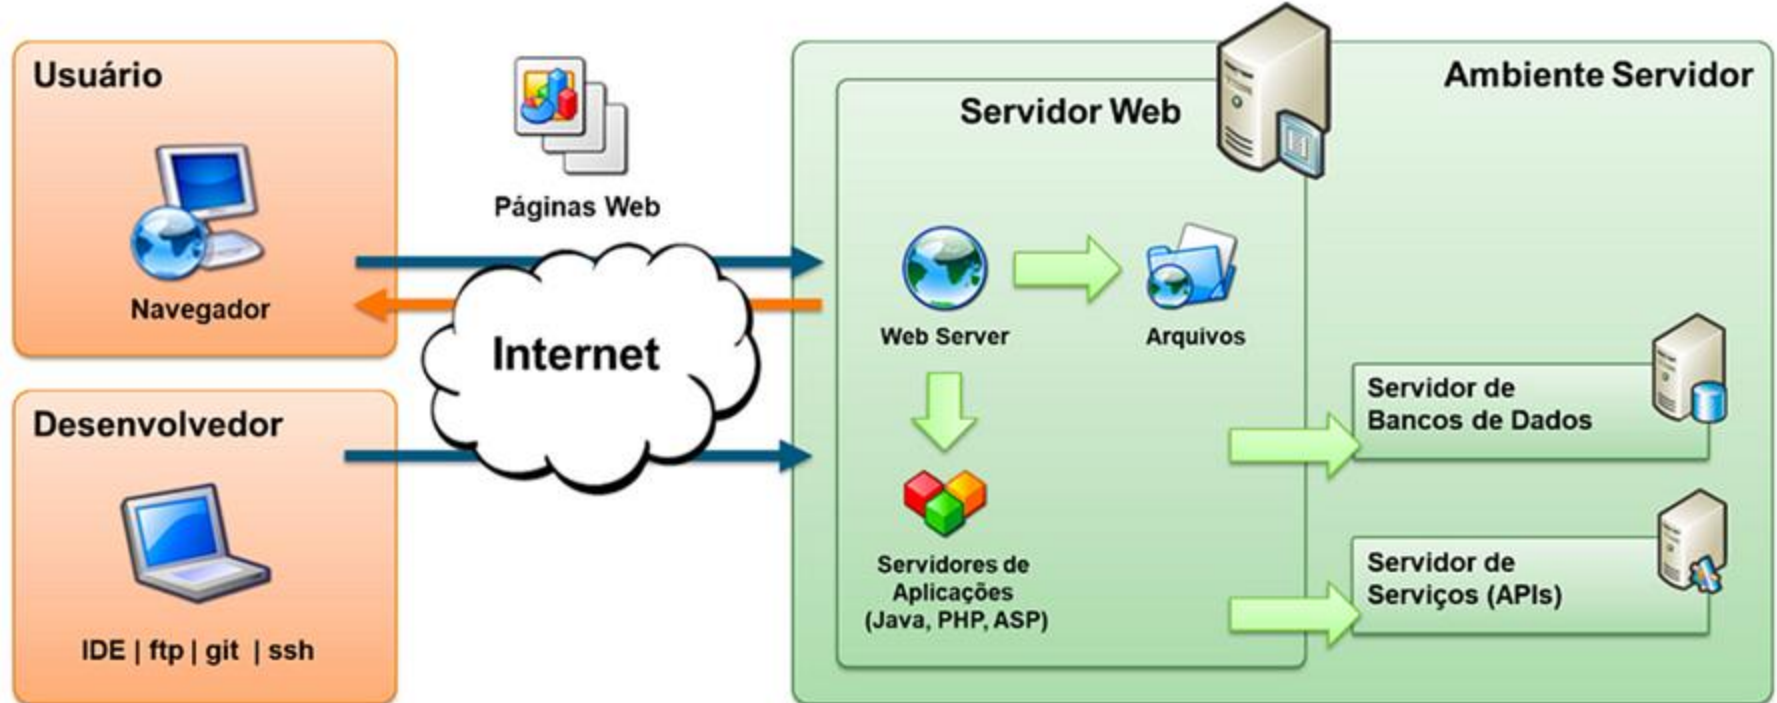 Usuário
Navegador
Páginas Web
Internet
Desenvolvedor
IDE | ftp | git | ssh
Ambiente Servidor
Servidor Web
Web Server
Arquivos
Servidores de
Aplicações
(Java, PHP, ASP)
Servidor de
Bancos de Dados
Servidor de
Serviços (APIs)